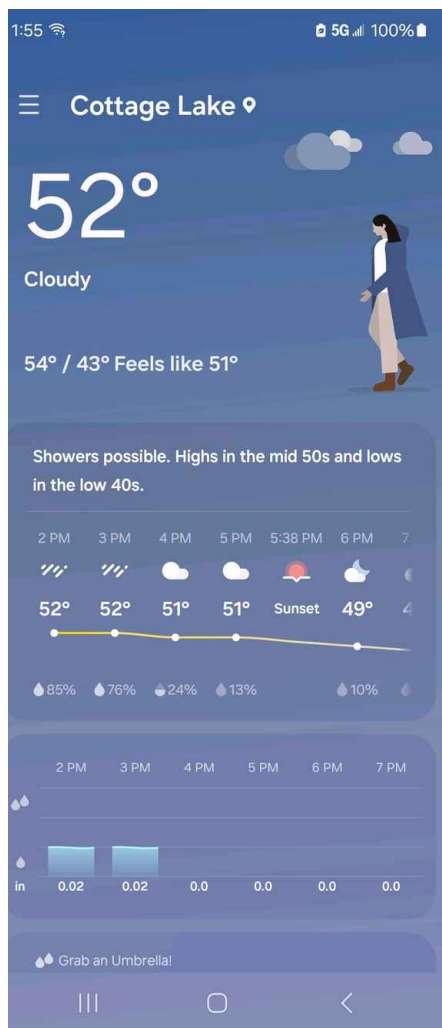 1:55 5G 100%
Cottage Lake
52°
Cloudy
54° / 43° Feels like 51°
Showers possible. Highs in the mid 50s and lows
in the low 40s.
2 PM 3 PM 4 PM 5 PM 5:38 PM 6 PM 7
52° 52° 51° 51° Sunset 49° 4
85% 76% 24% 13% 10%
2 PM 3 PM 4 PM 5 PM 6 PM 7 PM
in 0.02 0.02 0.0 0.0 0.0 0.0
Grab an Umbrella!